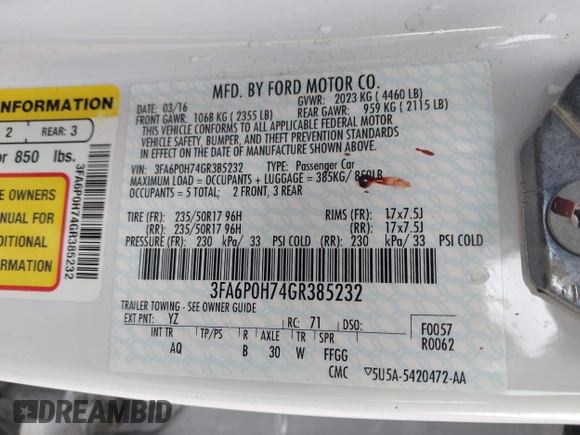 INFORMATION
2 REAR: 3
or 850 lbs.
E OWNERS
NUAL FOR
DITIONAL
ORMATION
3FA6P0H74GR385232
MFD. BY FORD MOTOR CO.
DATE: 03/16 GVWR: 2023 KG ( 4460 LB)
FRONT GAWR: 1068 KG ( 2355 LB) REAR GAWR: 959 KG ( 2115 LB)
THIS VEHICLE CONFORMS TO ALL APPLICABLE FEDERAL MOTOR
VEHICLE SAFETY, BUMPER, AND THEFT PREVENTION STANDARDS
IN EFFECT ON THE DATE OF MANUFACTURE SHOWN ABOVE.
VIN: 3FA6P0H74GR385232 TYPE: Passenger Car
MAXIMUM LOAD = OCCUPANTS + LUGGAGE = 385KG/ 850LB
OCCUPANTS = 5 TOTAL; 2 FRONT, 3 REAR
TIRE (FR): 235/50R17 96H RIMS (FR): 17x7.5J
(RR): 235/50R17 96H (RR): 17x7.5J
PRESSURE (FR): 230 kPa/ 33 PSI COLD (RR): 230 kPa/ 33 PSI COLD
3FA6P0H74GR385232
TRAILER TOWING - SEE OWNER GUIDE
EXT PNT: YZ RC: 71 DSO: F0057
R0062
INT TR TP/PS R AXLE TR SPR
AQ B 30 W FFGG
CMC ▽5U5A-5420472-AA
DREAMBID